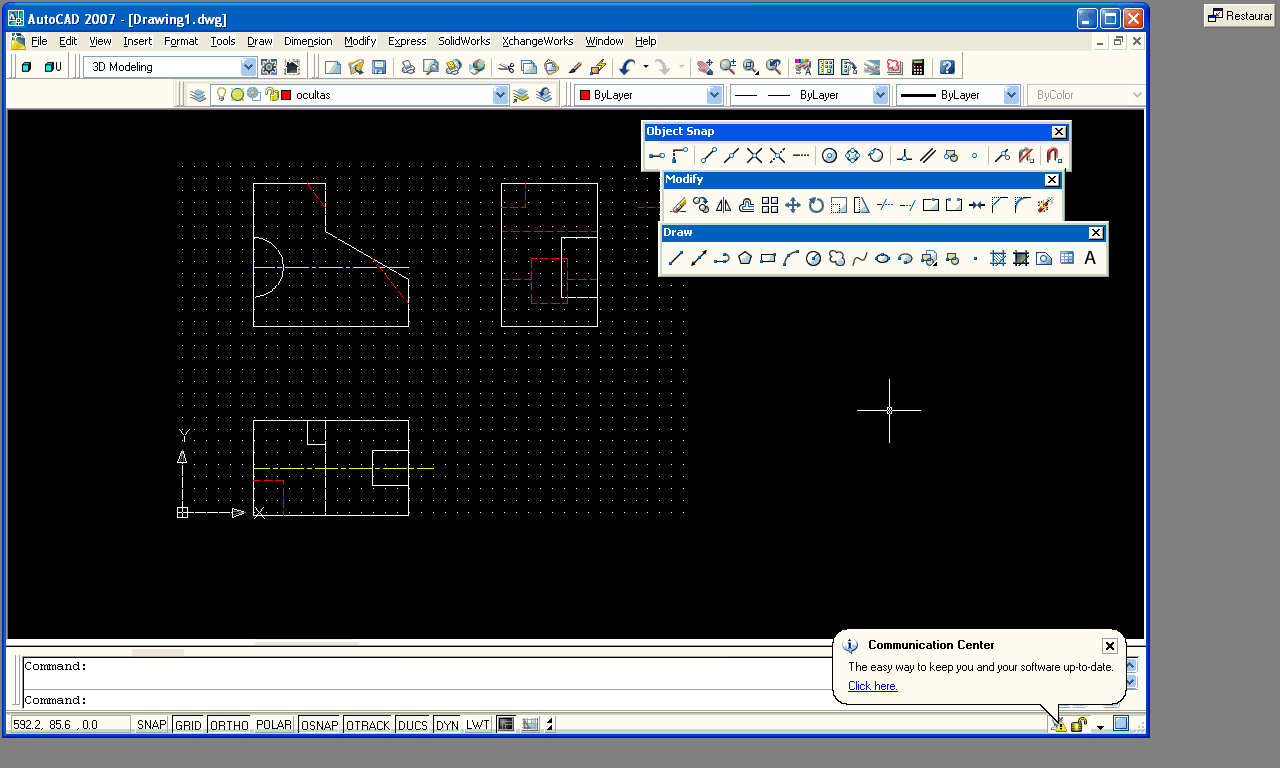 AutoCAD 2007 - [Drawing1.dwg]
Restaurar
File Edit View Insert Format Tools Draw Dimension Modify Express SolidWorks XchangeWorks Window Help
U 3D Modeling
ocultas ByLayer ByLayer ByLayer ByColor
Object Snap
Modify
Draw
A
Y
X
Communication Center
The easy way to keep you and your software up-to-date.
Click here.
Command:
Command:
592.2, 85.6 , 0.0 SNAP GRID ORTHO POLAR OSNAP OTRACK DUCS DYN LWT